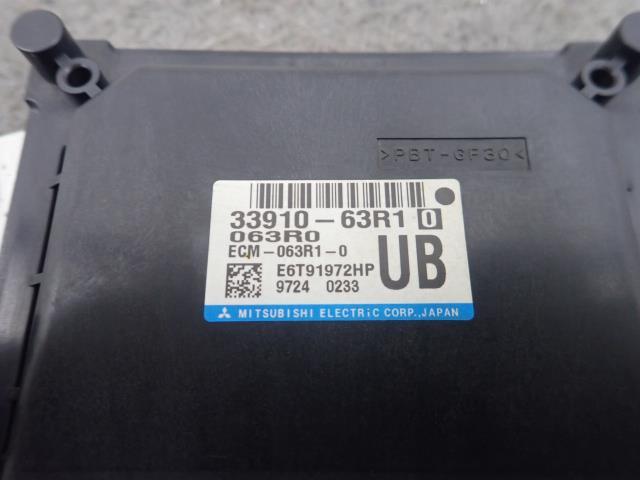 >PBT-GF30<
33910-63R1 0
063R0
ECM-063R1-0
E6T91972HP
UB
9724 0233
MITSUBISHI ELECTRIC CORP.,JAPAN